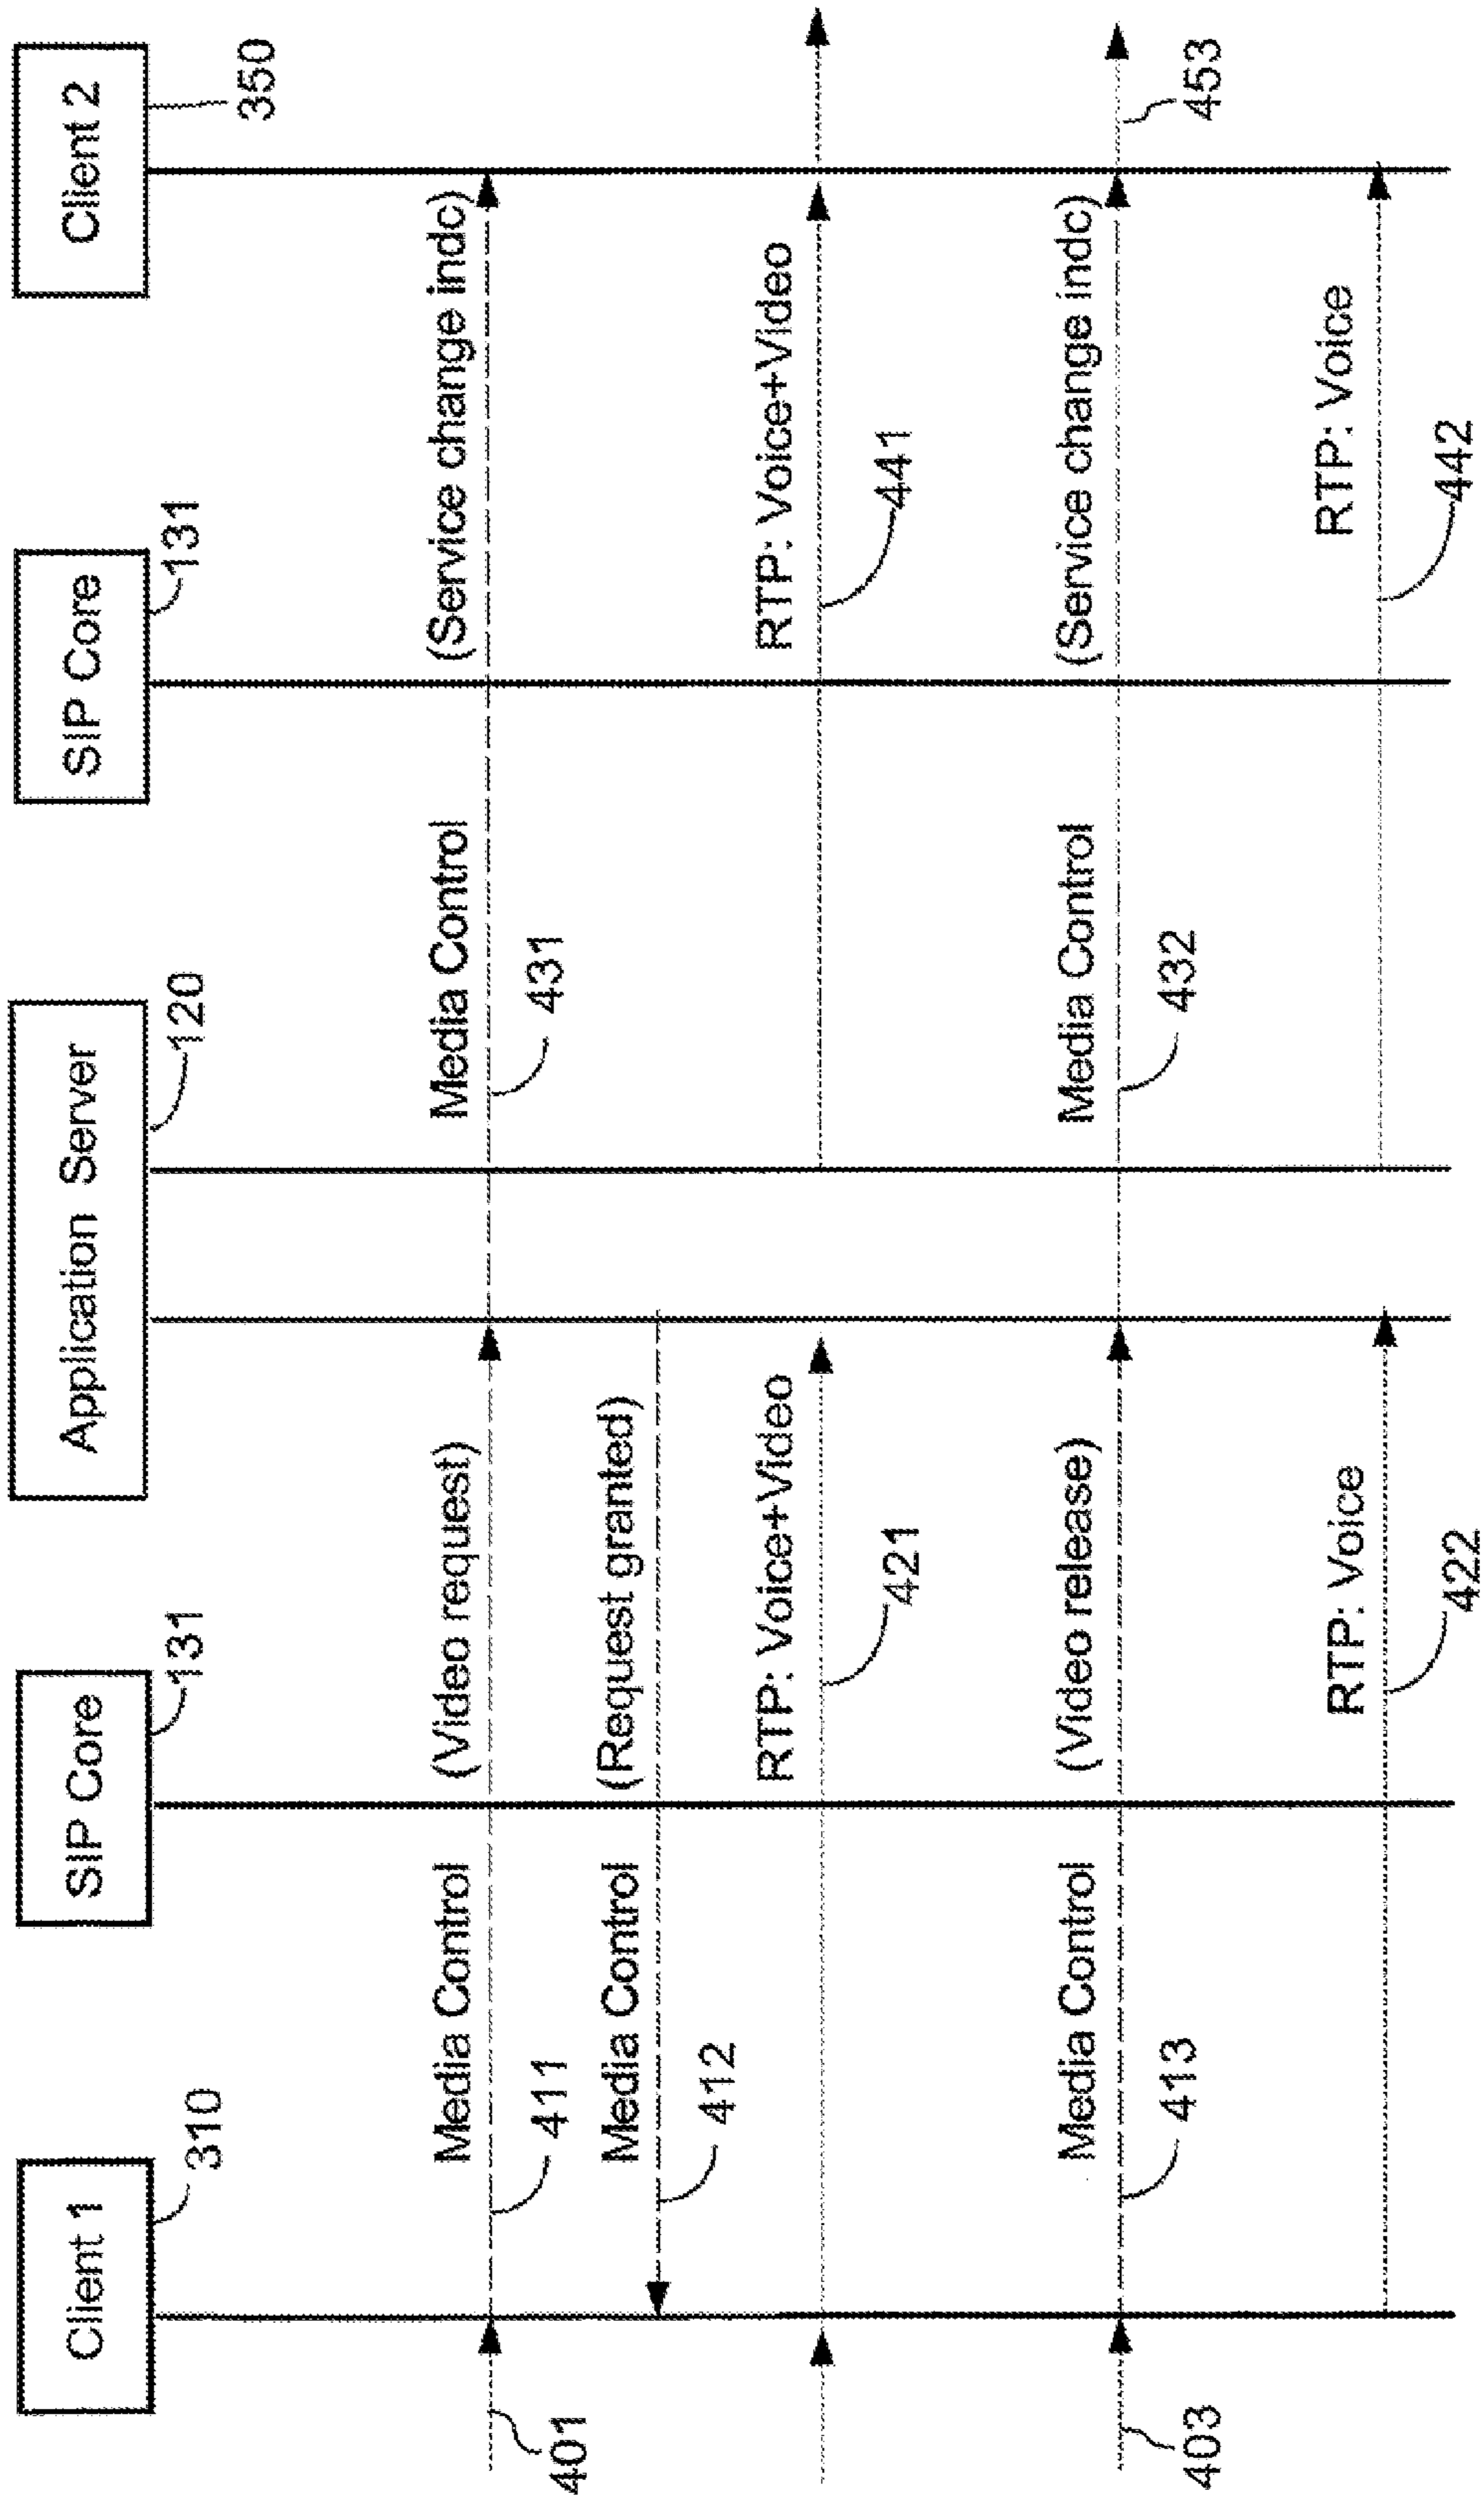 Client 1
310
SIP Core
131
Application Server
120
SIP Core
131
Client 2
350
401
Media Control
(Video request)
411
Media Control
(Service change indc)
431
Media Control
(Request granted)
412
RTP: Voice+Video
421
RTP: Voice+Video
441
403
Media Control
(Video release)
413
Media Control
(Service change indc)
432
453
RTP: Voice
422
RTP: Voice
442